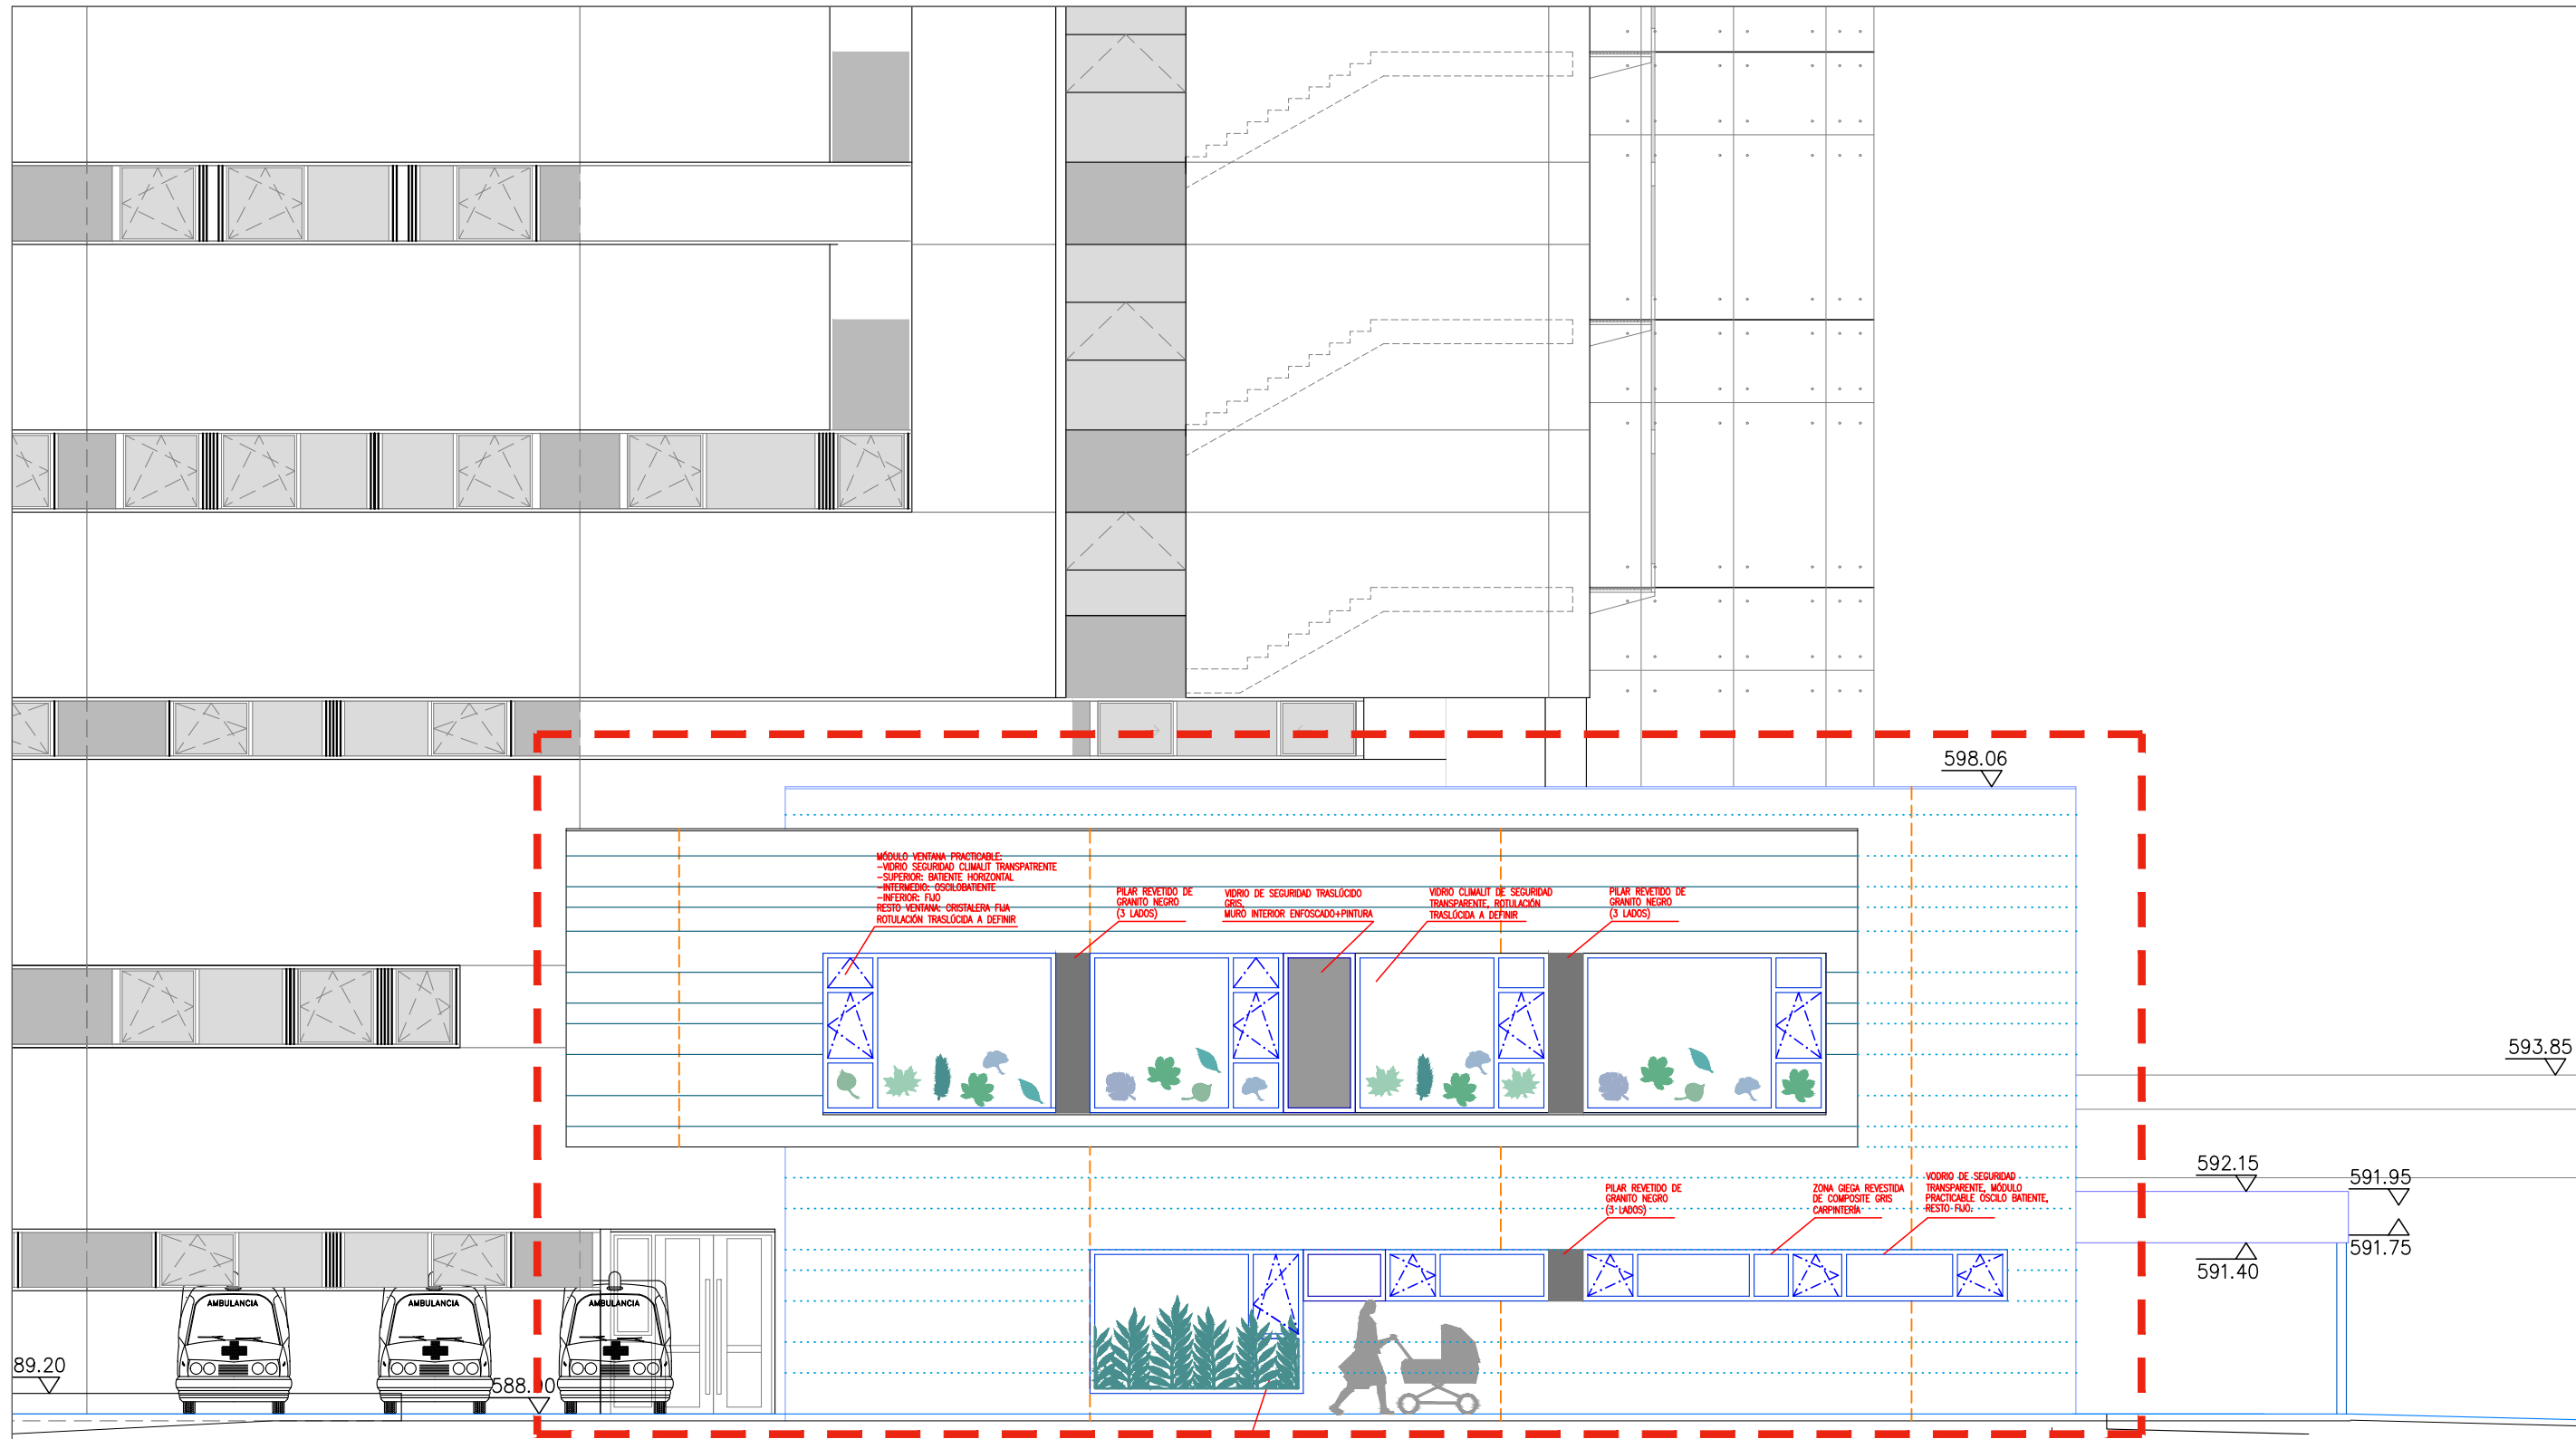 598.06
MÓDULO VENTANA PRACTICABLE:
-VIDRIO SEGURIDAD CLIMALIT TRANSPATRENTE
-SUPERIOR: BATIENTE HORIZONTAL
-INTERMEDIO: OSCILOBATIENTE
-INFERIOR: FIJO
RESTO VENTANA: CRISTALERA FIJA
ROTULACIÓN TRASLÚCIDA A DEFINIR
PILAR REVETIDO DE
GRANITO NEGRO
(3 LADOS)
VIDRIO DE SEGURIDAD TRASLÚCIDO
GRIS,
MURO INTERIOR ENFOSCADO+PINTURA
VIDRIO CLIMALIT DE SEGURIDAD
TRANSPARENTE, ROTULACIÓN
TRASLÚCIDA A DEFINIR
PILAR REVETIDO DE
GRANITO NEGRO
(3 LADOS)
593.85
PILAR REVETIDO DE
GRANITO NEGRO
(3 LADOS)
ZONA GIEGA REVESTIDA
DE COMPOSITE GRIS
CARPINTERÍA
VODRIO DE SEGURIDAD
TRANSPARENTE, MÓDULO
PRACTICABLE OSCILO BATIENTE,
RESTO FIJO.
592.15
591.95
591.75
591.40
AMBULANCIA
AMBULANCIA
AMBULANCIA
89.20
588.00